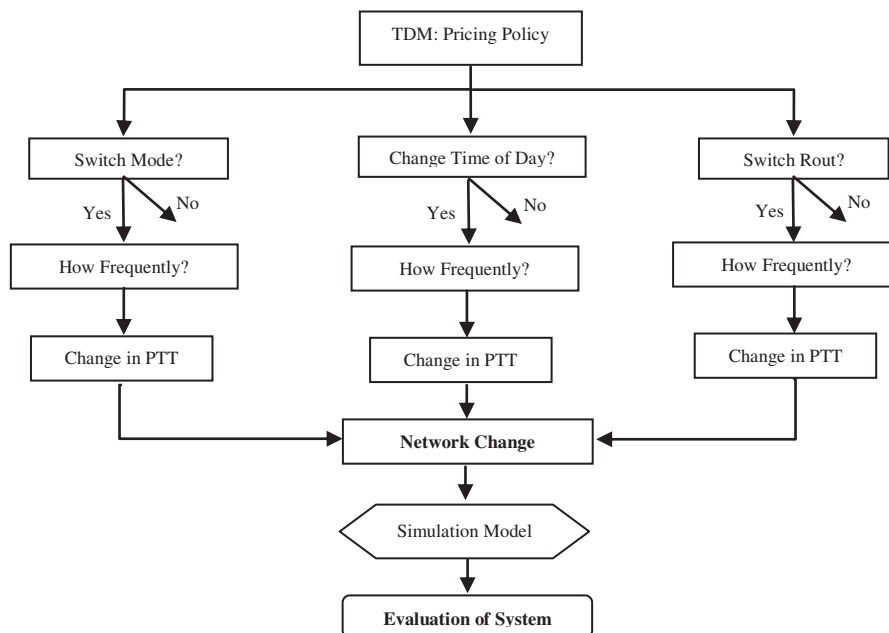 TDM: Pricing Policy
Switch Mode?
Change Time of Day?
Switch Rout?
Yes
No
Yes
No
Yes
No
How Frequently?
How Frequently?
How Frequently?
Change in PTT
Change in PTT
Change in PTT
Network Change
Simulation Model
Evaluation of System